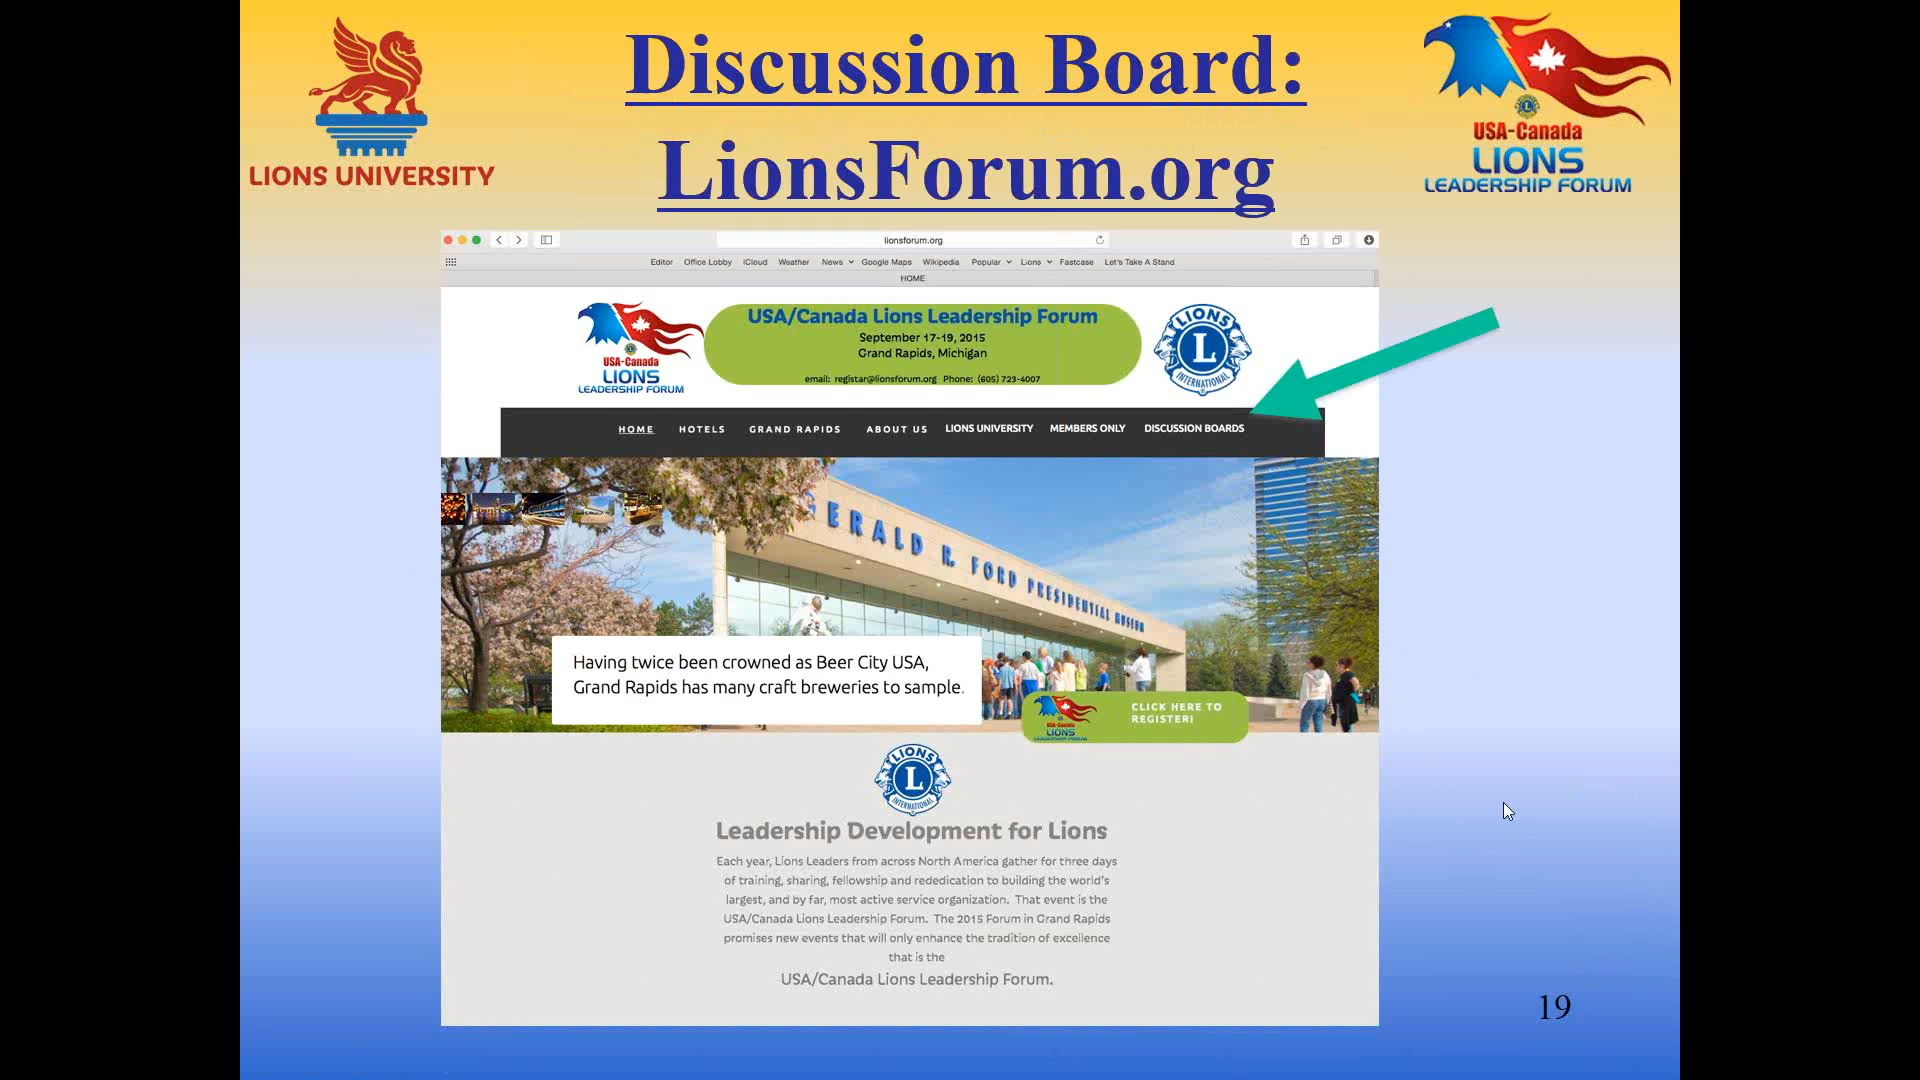 Discussion Board:
LionsForum.org
LIONS UNIVERSITY
USA-Canada
LIONS
LEADERSHIP FORUM
lionsforum.org
Editor Office Lobby iCloud Weather News Google Maps Wikipedia Popular Lions Fastcase Let's Take A Stand
HOME
USA-Canada
LIONS
LEADERSHIP FORUM
USA/Canada Lions Leadership Forum
September 17-19, 2015
Grand Rapids, Michigan
email: registar@lionsforum.org Phone: (605) 723-4007
LIONS
L
INTERNATIONAL
HOME HOTELS GRAND RAPIDS ABOUT US LIONS UNIVERSITY MEMBERS ONLY DISCUSSION BOARDS
GERALD R. FORD PRESIDENTIAL MUSEUM
Having twice been crowned as Beer City USA,
Grand Rapids has many craft breweries to sample.
USA-Canada
LIONS
LEADERSHIP FORUM
CLICK HERE TO
REGISTER!
LIONS
L
INTERNATIONAL
Leadership Development for Lions
Each year, Lions Leaders from across North America gather for three days
of training, sharing, fellowship and rededication to building the world's
largest, and by far, most active service organization. That event is the
USA/Canada Lions Leadership Forum. The 2015 Forum in Grand Rapids
promises new events that will only enhance the tradition of excellence
that is the
USA/Canada Lions Leadership Forum.
19